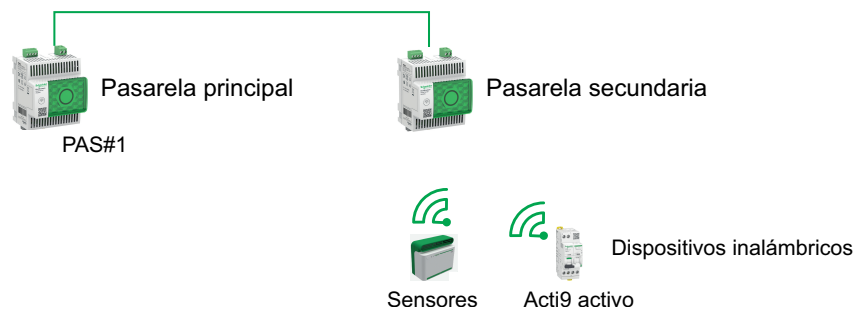 Pasarela principal
Pasarela secundaria
PAS#1
Dispositivos inalámbricos
Sensores
Acti9 activo